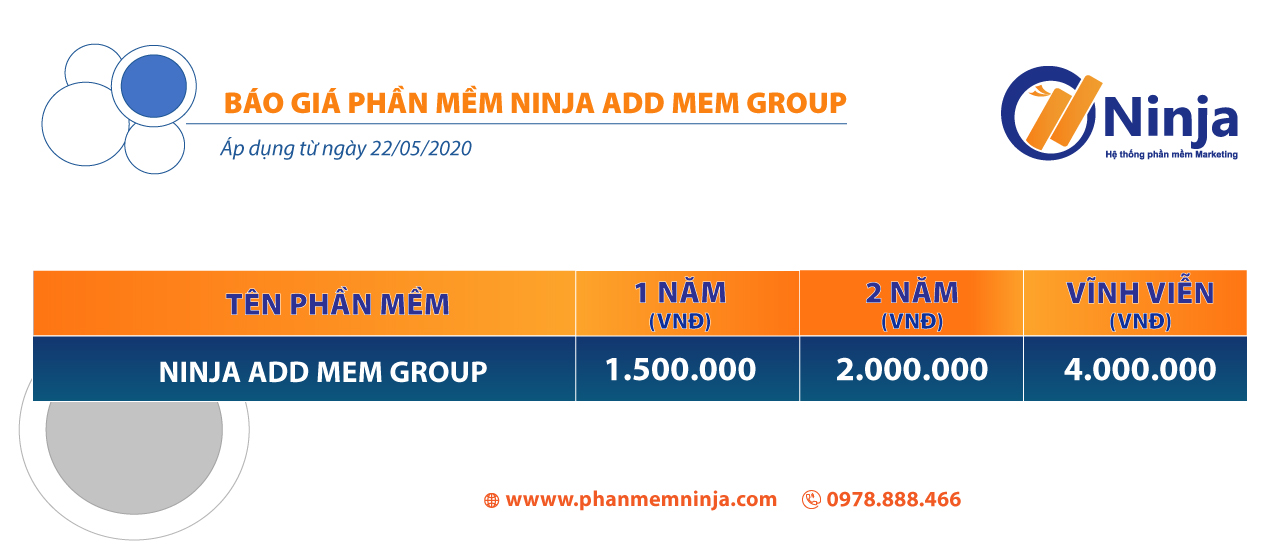 BÁO GIÁ PHẦN MỀM NINJA ADD MEM GROUP
Áp dụng từ ngày 22/05/2020
Ninja
Hệ thống phần mềm Marketing
TÊN PHẦN MỀM
1 NĂM
(VNĐ)
2 NĂM
(VNĐ)
VĨNH VIỄN
(VNĐ)
NINJA ADD MEM GROUP
1.500.000
2.000.000
4.000.000
wwww.phanmemninja.com
0978.888.466